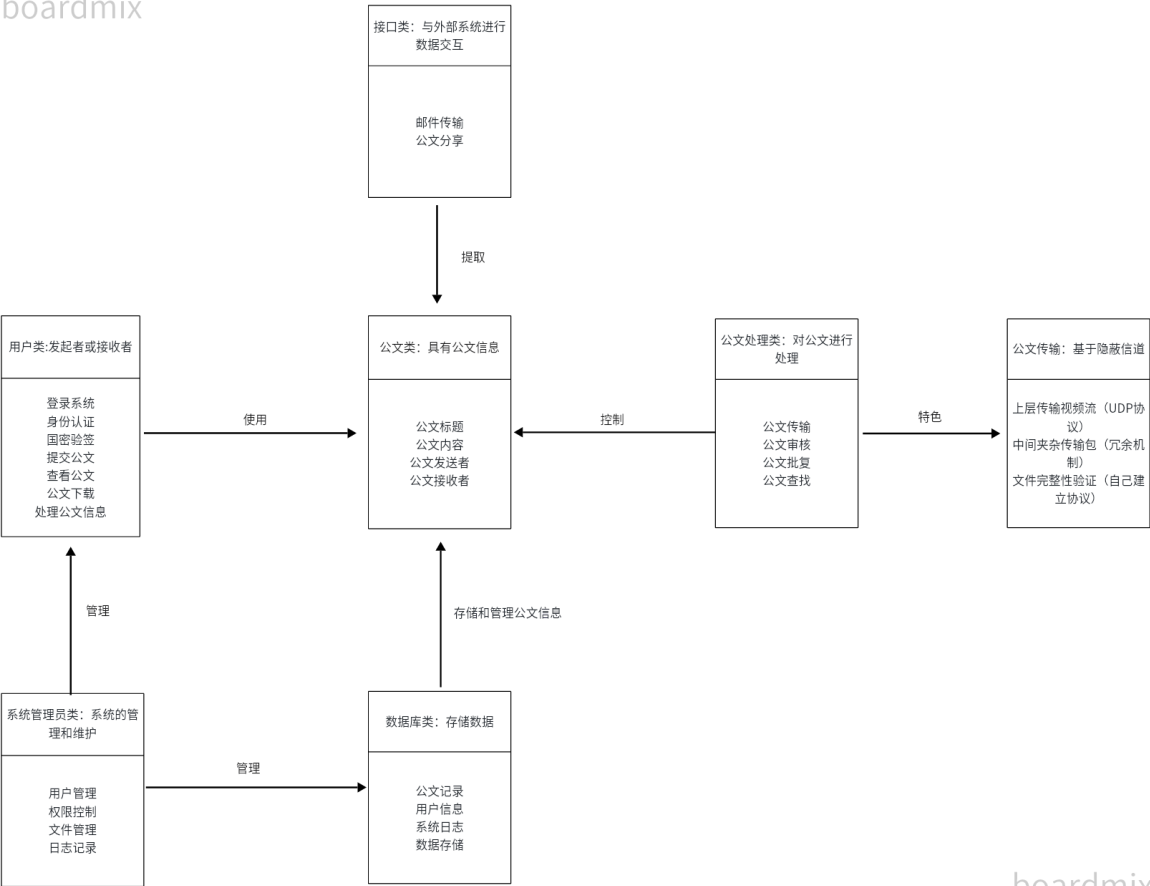 boardmix
接口类：与外部系统进行
数据交互
邮件传输
公文分享
提取
用户类:发起者或接收者
登录系统
身份认证
国密验签
提交公文
查看公文
公文下载
处理公文信息
使用
公文类：具有公文信息
公文标题
公文内容
公文发送者
公文接收者
控制
公文处理类：对公文进行
处理
公文传输
公文审核
公文批复
公文查找
特色
公文传输：基于隐蔽信道
上层传输视频流（UDP协
议）
中间夹杂传输包（冗余机
制）
文件完整性验证（自己建
立协议）
管理
存储和管理公文信息
系统管理员类：系统的管
理和维护
用户管理
权限控制
文件管理
日志记录
管理
数据库类：存储数据
公文记录
用户信息
系统日志
数据存储
boardmix